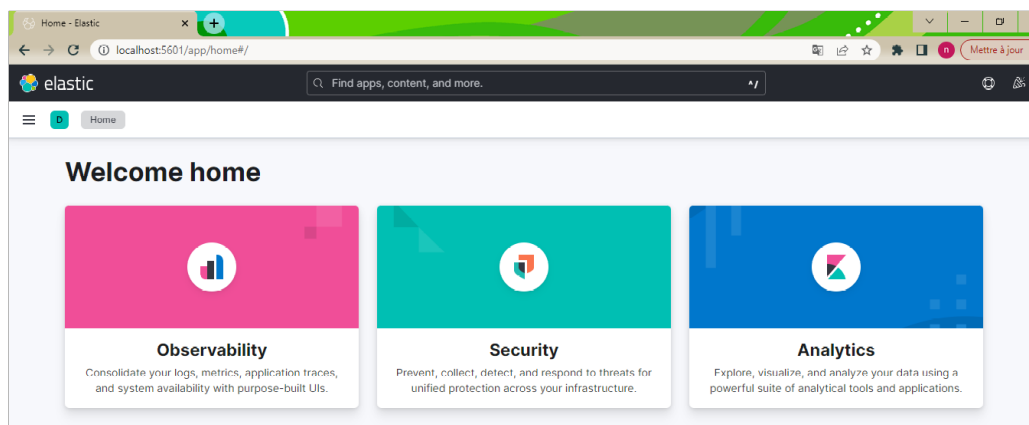 Home - Elastic
localhost:5601/app/home#/
n
Mettre à jour
elastic
Find apps, content, and more.
^/
D
Home
Welcome home
Observability
Consolidate your logs, metrics, application traces,
and system availability with purpose-built UIs.
Security
Prevent, collect, detect, and respond to threats for
unified protection across your infrastructure.
Analytics
Explore, visualize, and analyze your data using a
powerful suite of analytical tools and applications.